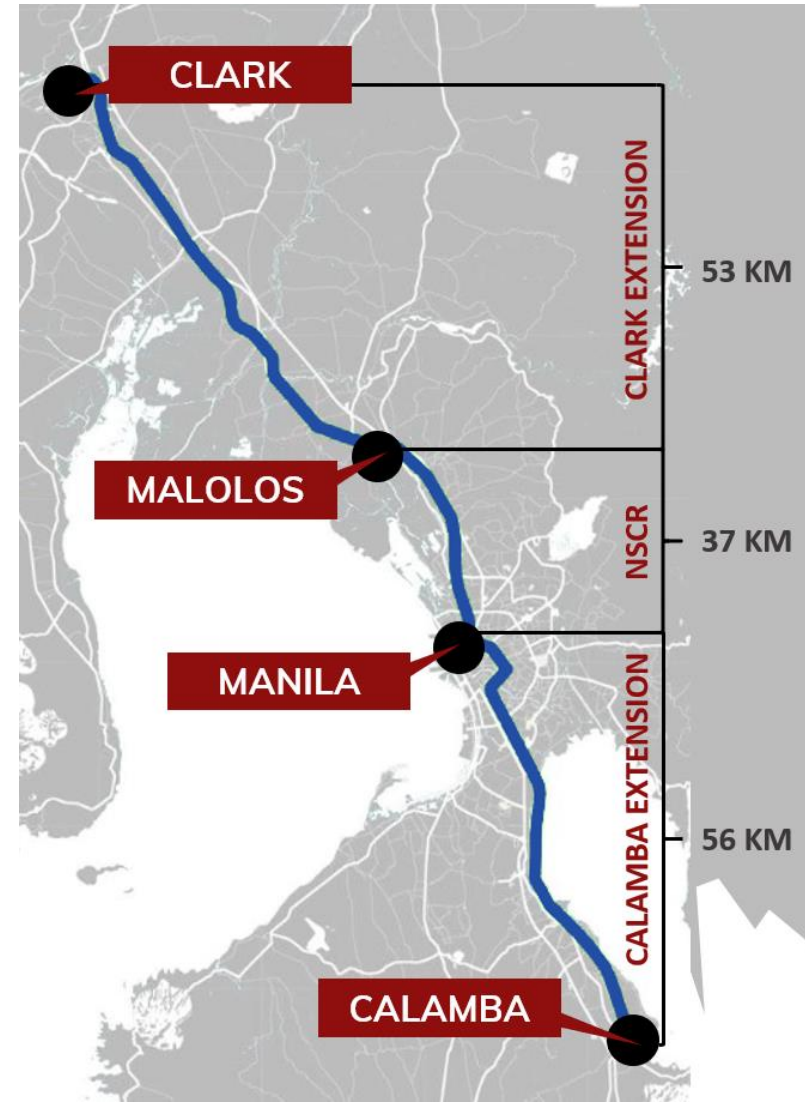 CLARK
CLARK EXTENSION
53 KM
MALOLOS
NSCR
37 KM
MANILA
CALAMBA EXTENSION
56 KM
CALAMBA